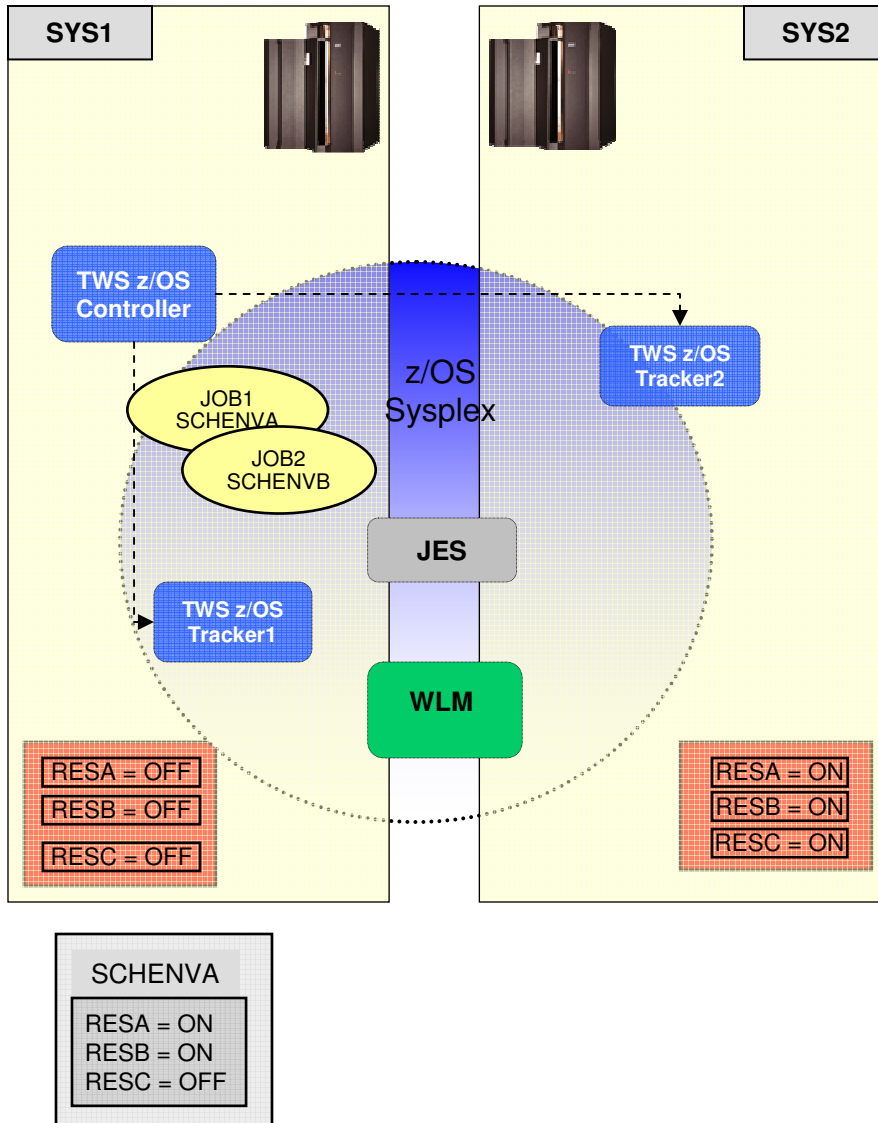 SYS1
SYS2
TWS z/OS
Controller
TWS z/OS
Tracker2
z/OS
Sysplex
JOB1
SCHENVA
JOB2
SCHENVB
JES
TWS z/OS
Tracker1
WLM
RESA = OFF
RESB = OFF
RESC = OFF
RESA = ON
RESB = ON
RESC = ON
SCHENVA
RESA = ON
RESB = ON
RESC = OFF